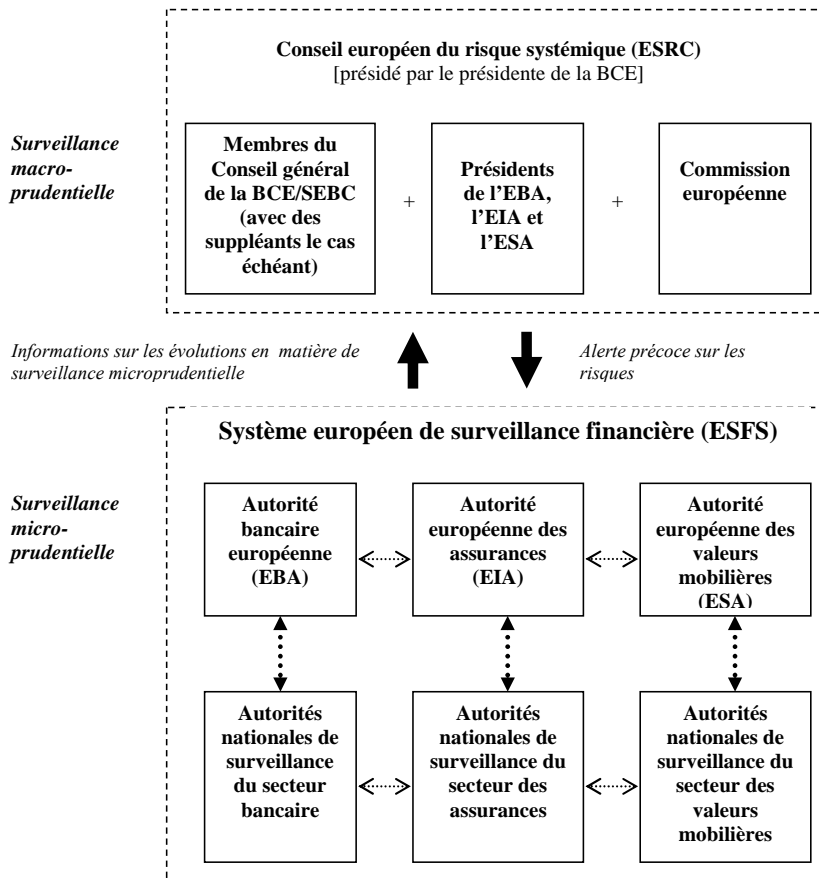 Conseil européen du risque systémique (ESRC)
[présidé par le présidente de la BCE]
Surveillance
macro-
prudentielle
Membres du
Conseil général
de la BCE/SEBC
(avec des
suppléants le cas
échéant)
+
Présidents
de l’EBA,
l’EIA et
l’ESA
+
Commission
européenne
Informations sur les évolutions en matière de
surveillance microprudentielle
Alerte précoce sur les
risques
Système européen de surveillance financière (ESFS)
Surveillance
micro-
prudentielle
Autorité
bancaire
européenne
(EBA)
Autorité
européenne des
assurances
(EIA)
Autorité
européenne des
valeurs
mobilières
(ESA)
Autorités
nationales de
surveillance
du secteur
bancaire
Autorités
nationales de
surveillance du
secteur des
assurances
Autorités
nationales de
surveillance du
secteur des
valeurs
mobilières